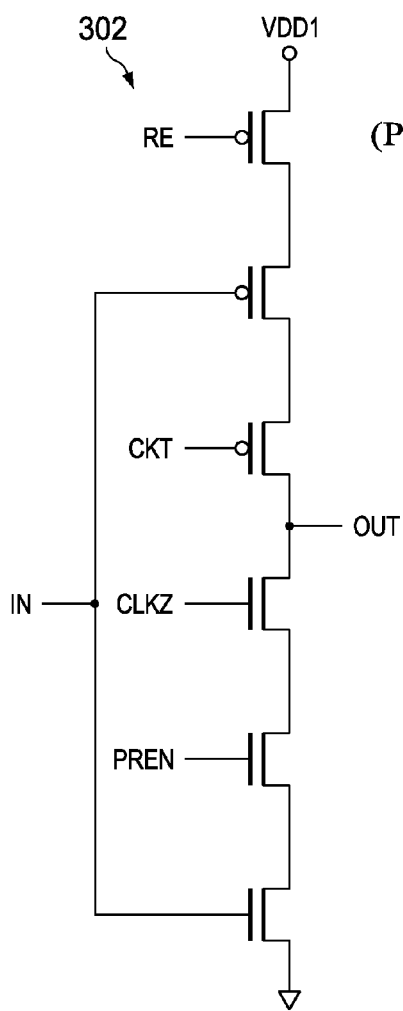 302
VDD1
RE
(P
CKT
OUT
IN
CLKZ
PREN